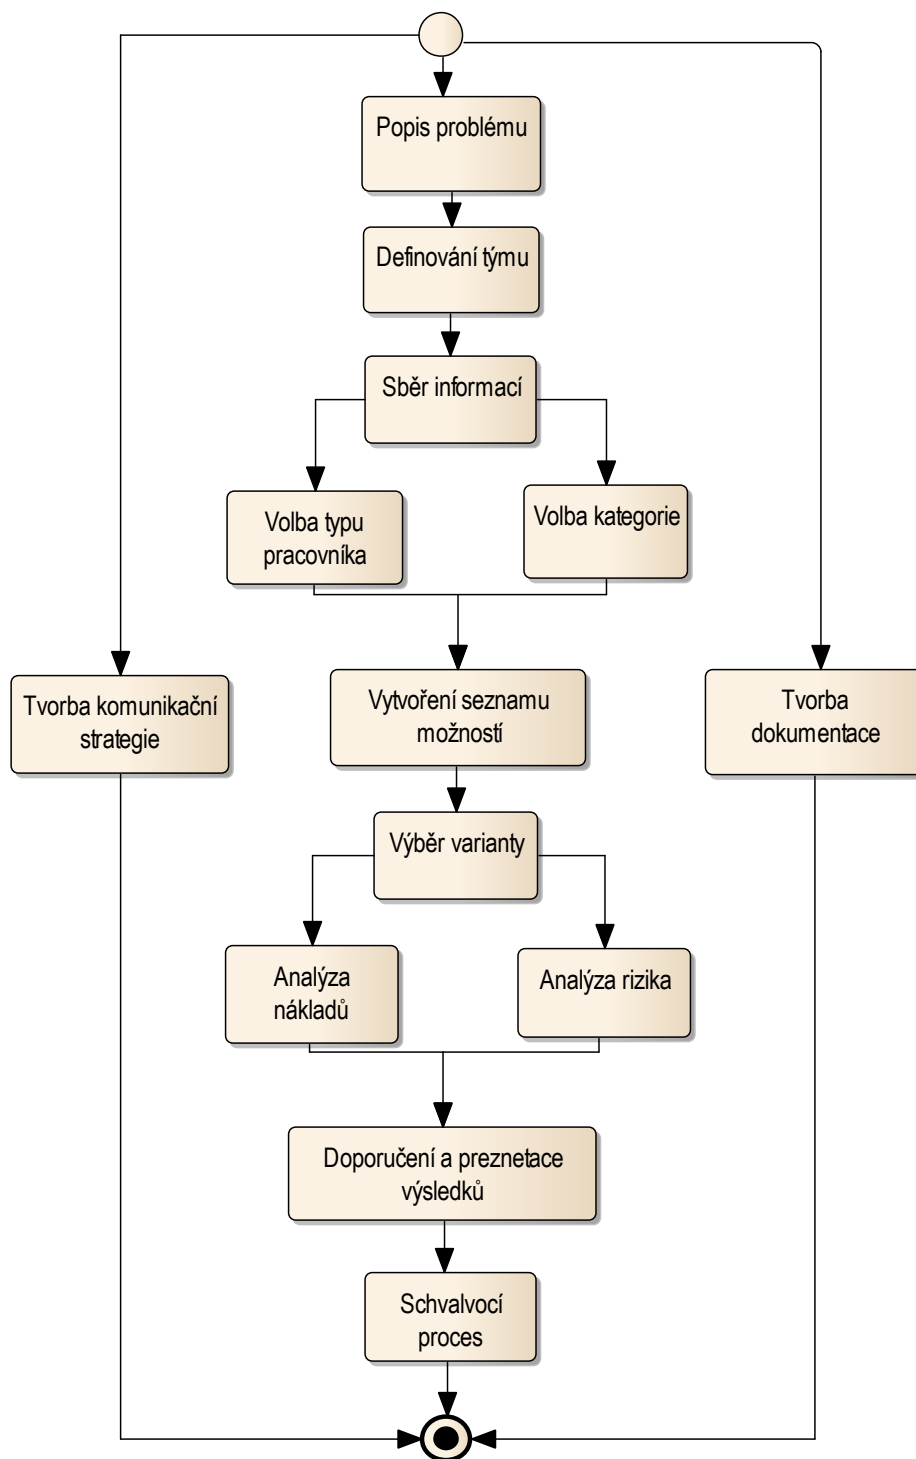 Popis problému
Definování týmu
Sběr informací
Volba typu
pracovníka
Volba kategorie
Tvorba komunikační
strategie
Vytvoření seznamu
možností
Tvorba
dokumentace
Výběr varianty
Analýza
nákladů
Analýza rizika
Doporučení a preznetace
výsledků
Schvalvocí
proces